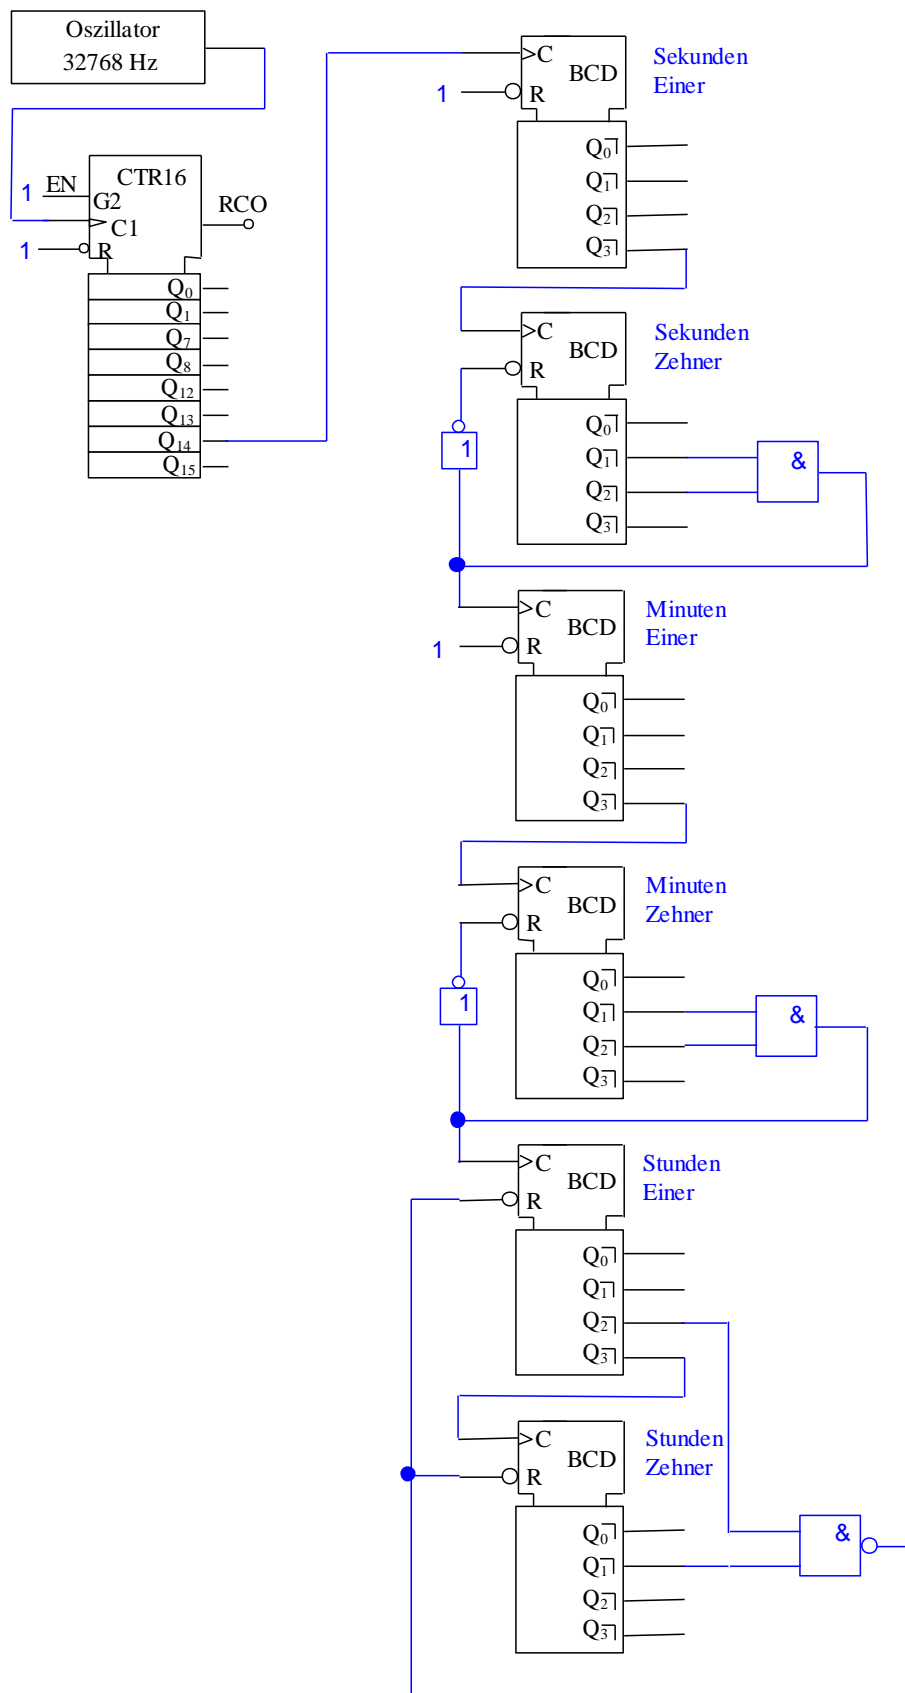 Oszillator
32768 Hz
CTR16
1
EN
G2
C1
RCO
1
R
Q0
Q1
Q7
Q8
Q12
Q13
Q14
Q15
C
BCD
Sekunden
Einer
1
R
Q0
Q1
Q2
Q3
C
BCD
Sekunden
Zehner
R
1
Q0
Q1
Q2
Q3
&
C
BCD
Minuten
Einer
1
R
Q0
Q1
Q2
Q3
C
BCD
Minuten
Zehner
R
1
Q0
Q1
Q2
Q3
&
C
BCD
Stunden
Einer
R
Q0
Q1
Q2
Q3
C
BCD
Stunden
Zehner
R
Q0
Q1
Q2
Q3
&